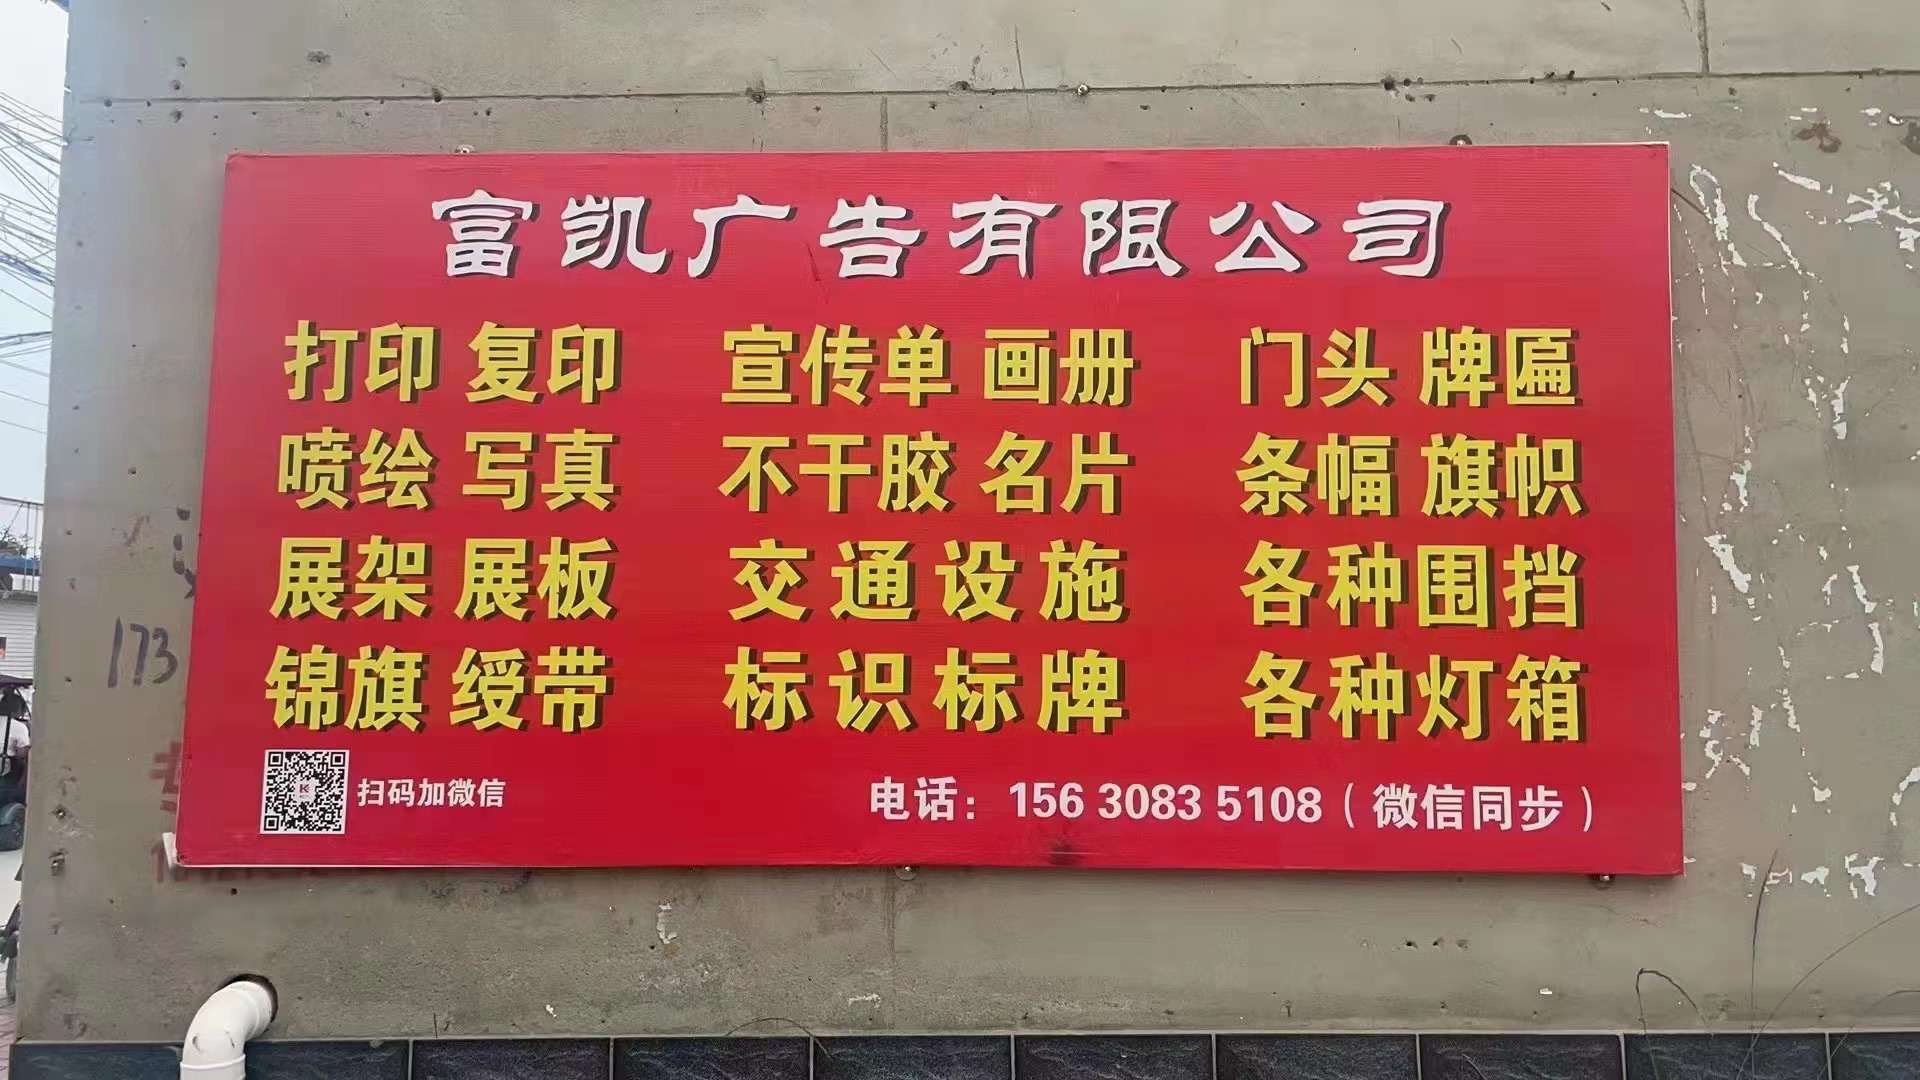 富凯广告有限公司
打印 复印 宣传单 画册 门头 牌匾
喷绘 写真 不干胶 名片 条幅 旗帜
展架 展板 交通设施 各种围挡
锦旗 绶带 标识标牌 各种灯箱
扫码加微信 电话：156 3083 5108（微信同步）
173